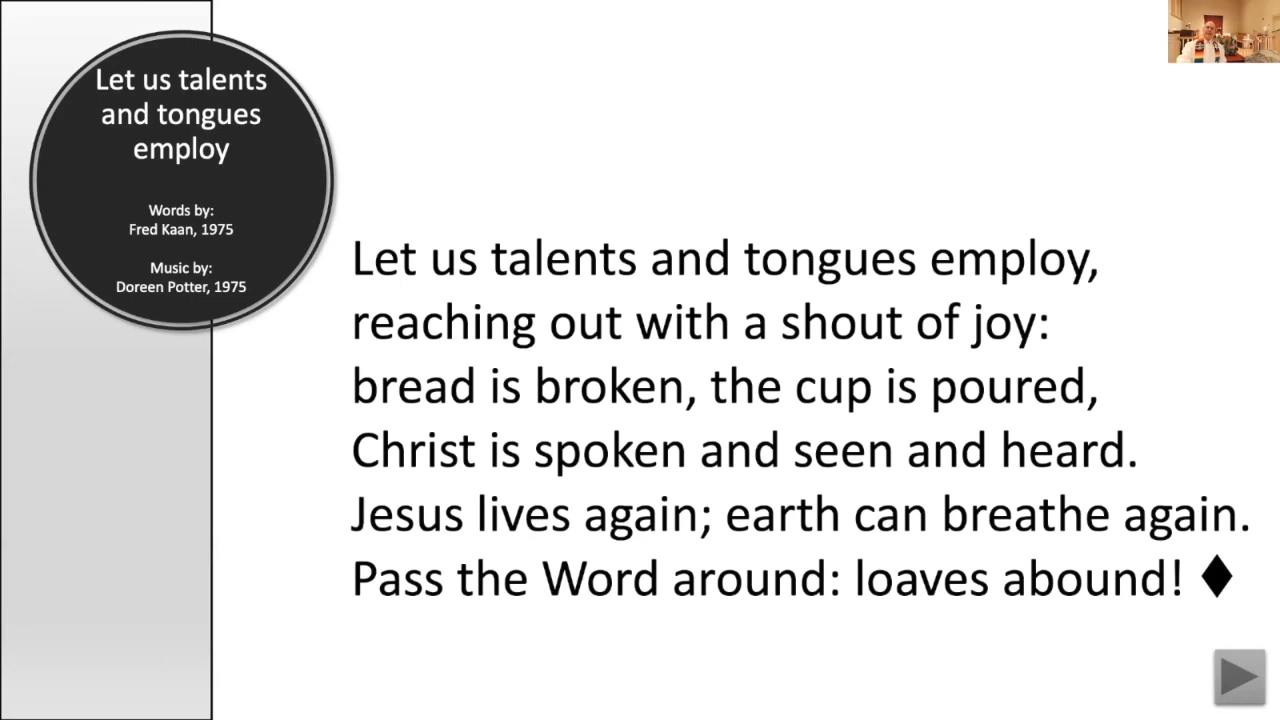 Let us talents
and tongues
employ
Words by:
Fred Kaan, 1975
Music by:
Doreen Potter, 1975
Let us talents and tongues employ,
reaching out with a shout of joy:
bread is broken, the cup is poured,
Christ is spoken and seen and heard.
Jesus lives again; earth can breathe again.
Pass the Word around: loaves abound! ♦